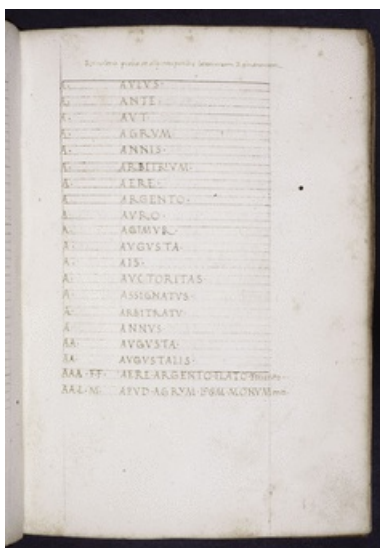 A· AVLVS·
A· ANTE·
A· AVT·
A· AGRVM·
A· ANNIS·
A· ARBITRIVM·
A· AERE·
A· ARGENTO·
A· AVRO·
A· AGIMVR·
A· AVGVSTA·
A· AIS·
A· AVCTORITAS·
A· ASSIGNATVS·
A· ARBITRATV·
A· ANNVS·
AA· AVGVSTA·
AA· AVGVSTALIS·
AAA·FF· AERE·ARGENTO·FLATO·
AA·L·M· APVD·AGRVM·